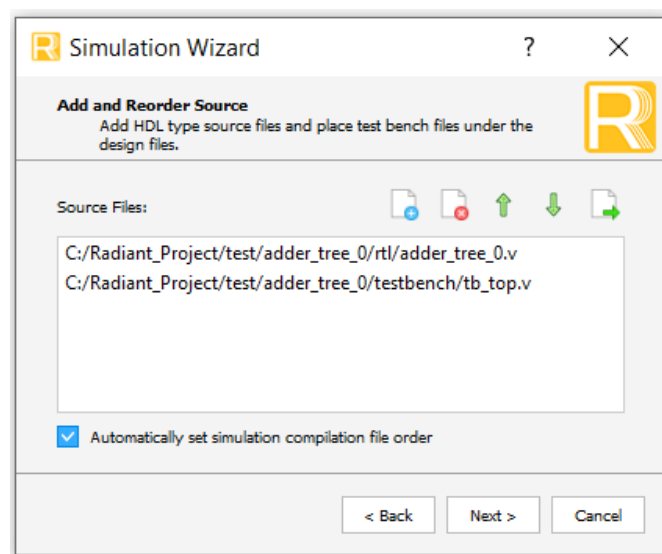 Simulation Wizard
?
Add and Reorder Source
Add HDL type source files and place test bench files under the
design files.
Source Files:
C:/Radiant_Project/test/adder_tree_0/rtl/adder_tree_0.v
C:/Radiant_Project/test/adder_tree_0/testbench/tb_top.v
Automatically set simulation compilation file order
< Back
Next >
Cancel